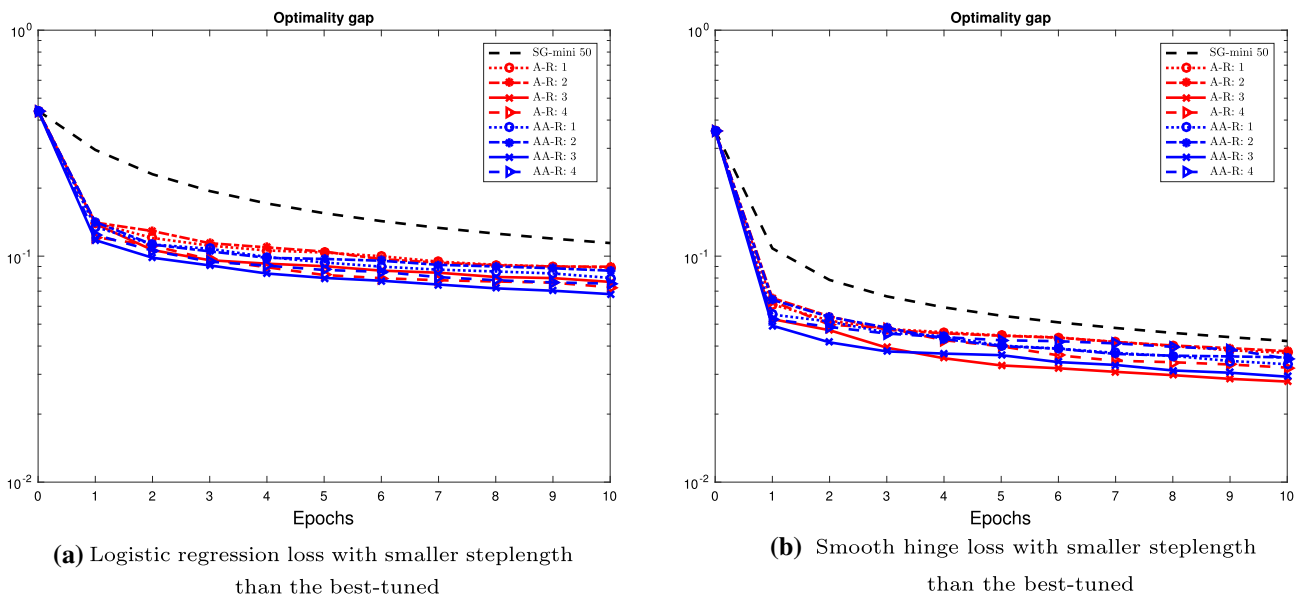 Optimality gap
10^0
10^-1
10^-2
SG-mini 50
A-R: 1
A-R: 2
A-R: 3
A-R: 4
AA-R: 1
AA-R: 2
AA-R: 3
AA-R: 4
0 1 2 3 4 5 6 7 8 9 10
Epochs
(a) Logistic regression loss with smaller steplength
than the best-tuned
Optimality gap
10^0
10^-1
10^-2
SG-mini 50
A-R: 1
A-R: 2
A-R: 3
A-R: 4
AA-R: 1
AA-R: 2
AA-R: 3
AA-R: 4
0 1 2 3 4 5 6 7 8 9 10
Epochs
(b) Smooth hinge loss with smaller steplength
than the best-tuned